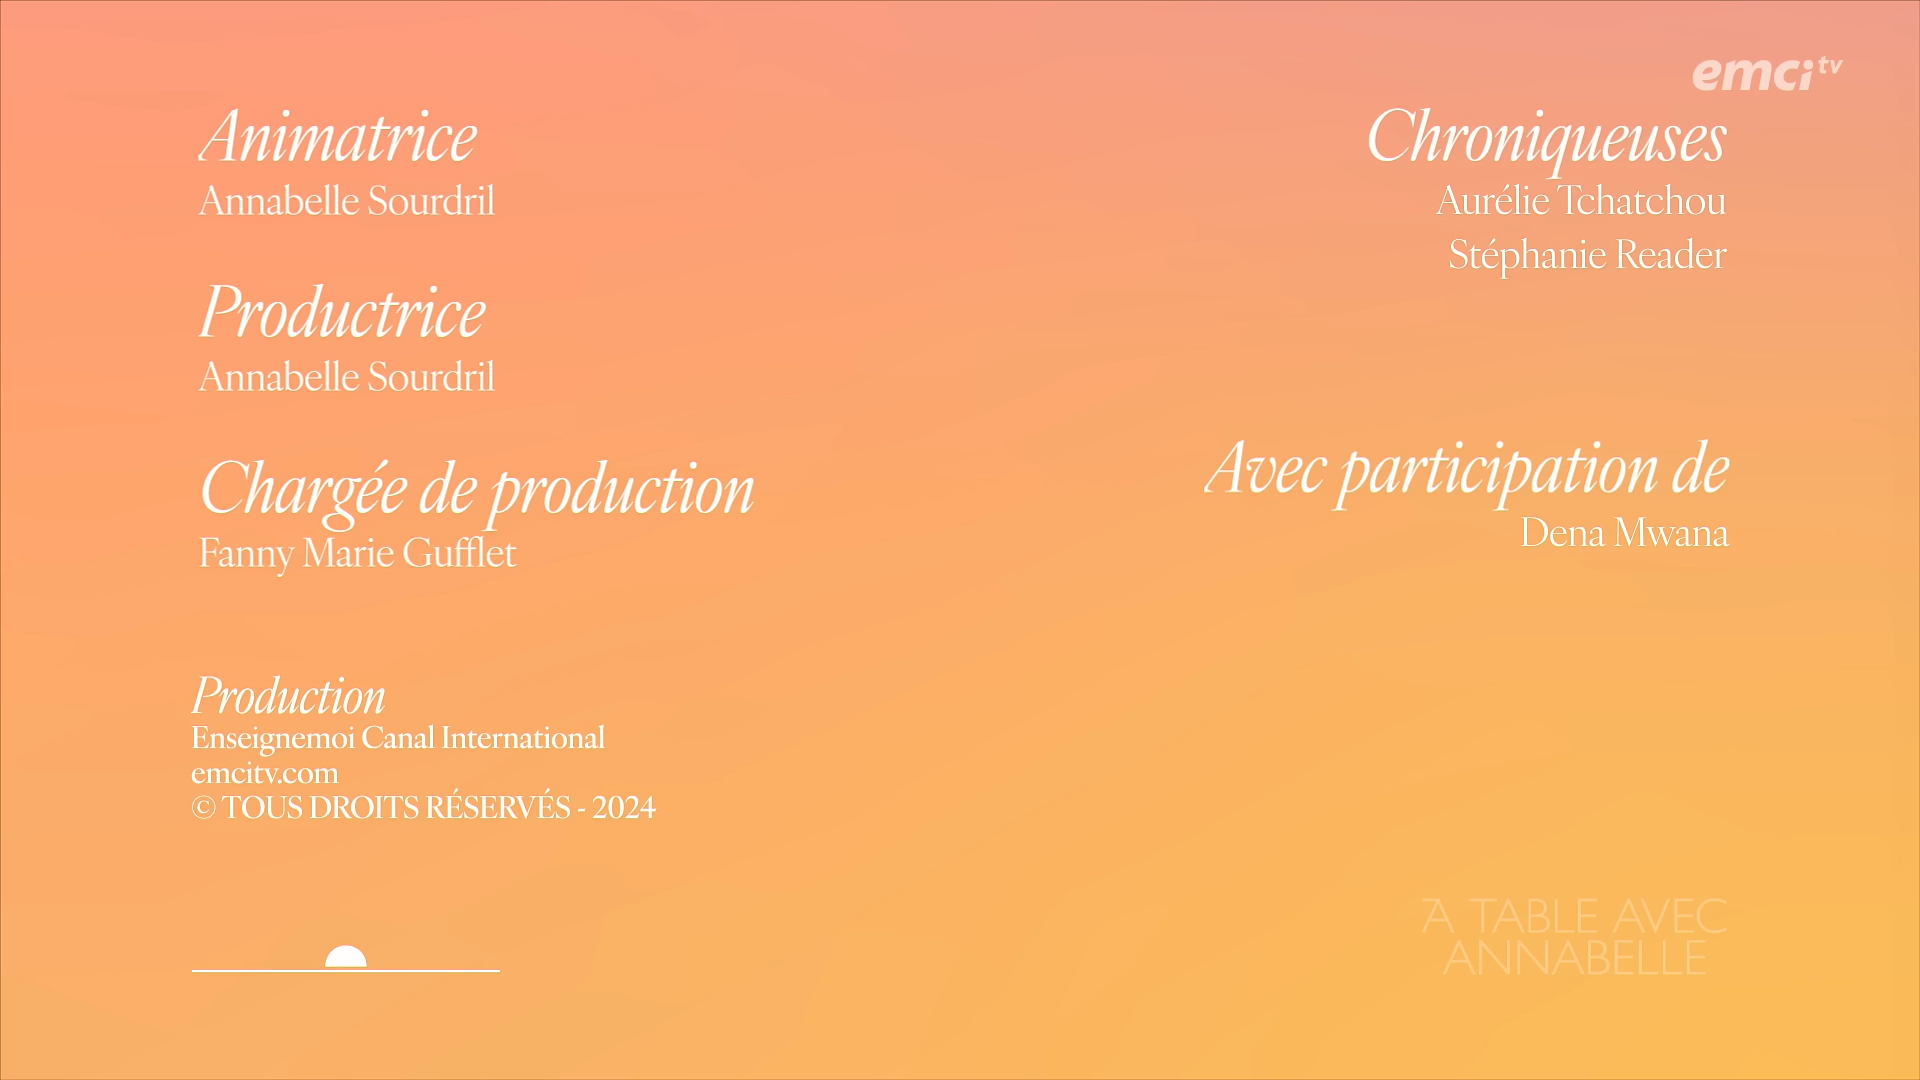 emci tv
Animatrice
Annabelle Sourdril
Productrice
Annabelle Sourdril
Chargée de production
Fanny Marie Gufflet
Chroniqueuses
Aurélie Tchatchou
Stéphanie Reader
Avec participation de
Dena Mwana
Production
Enseignemoi Canal International
emcitv.com
© TOUS DROITS RÉSERVÉS - 2024
A TABLE AVEC
ANNABELLE